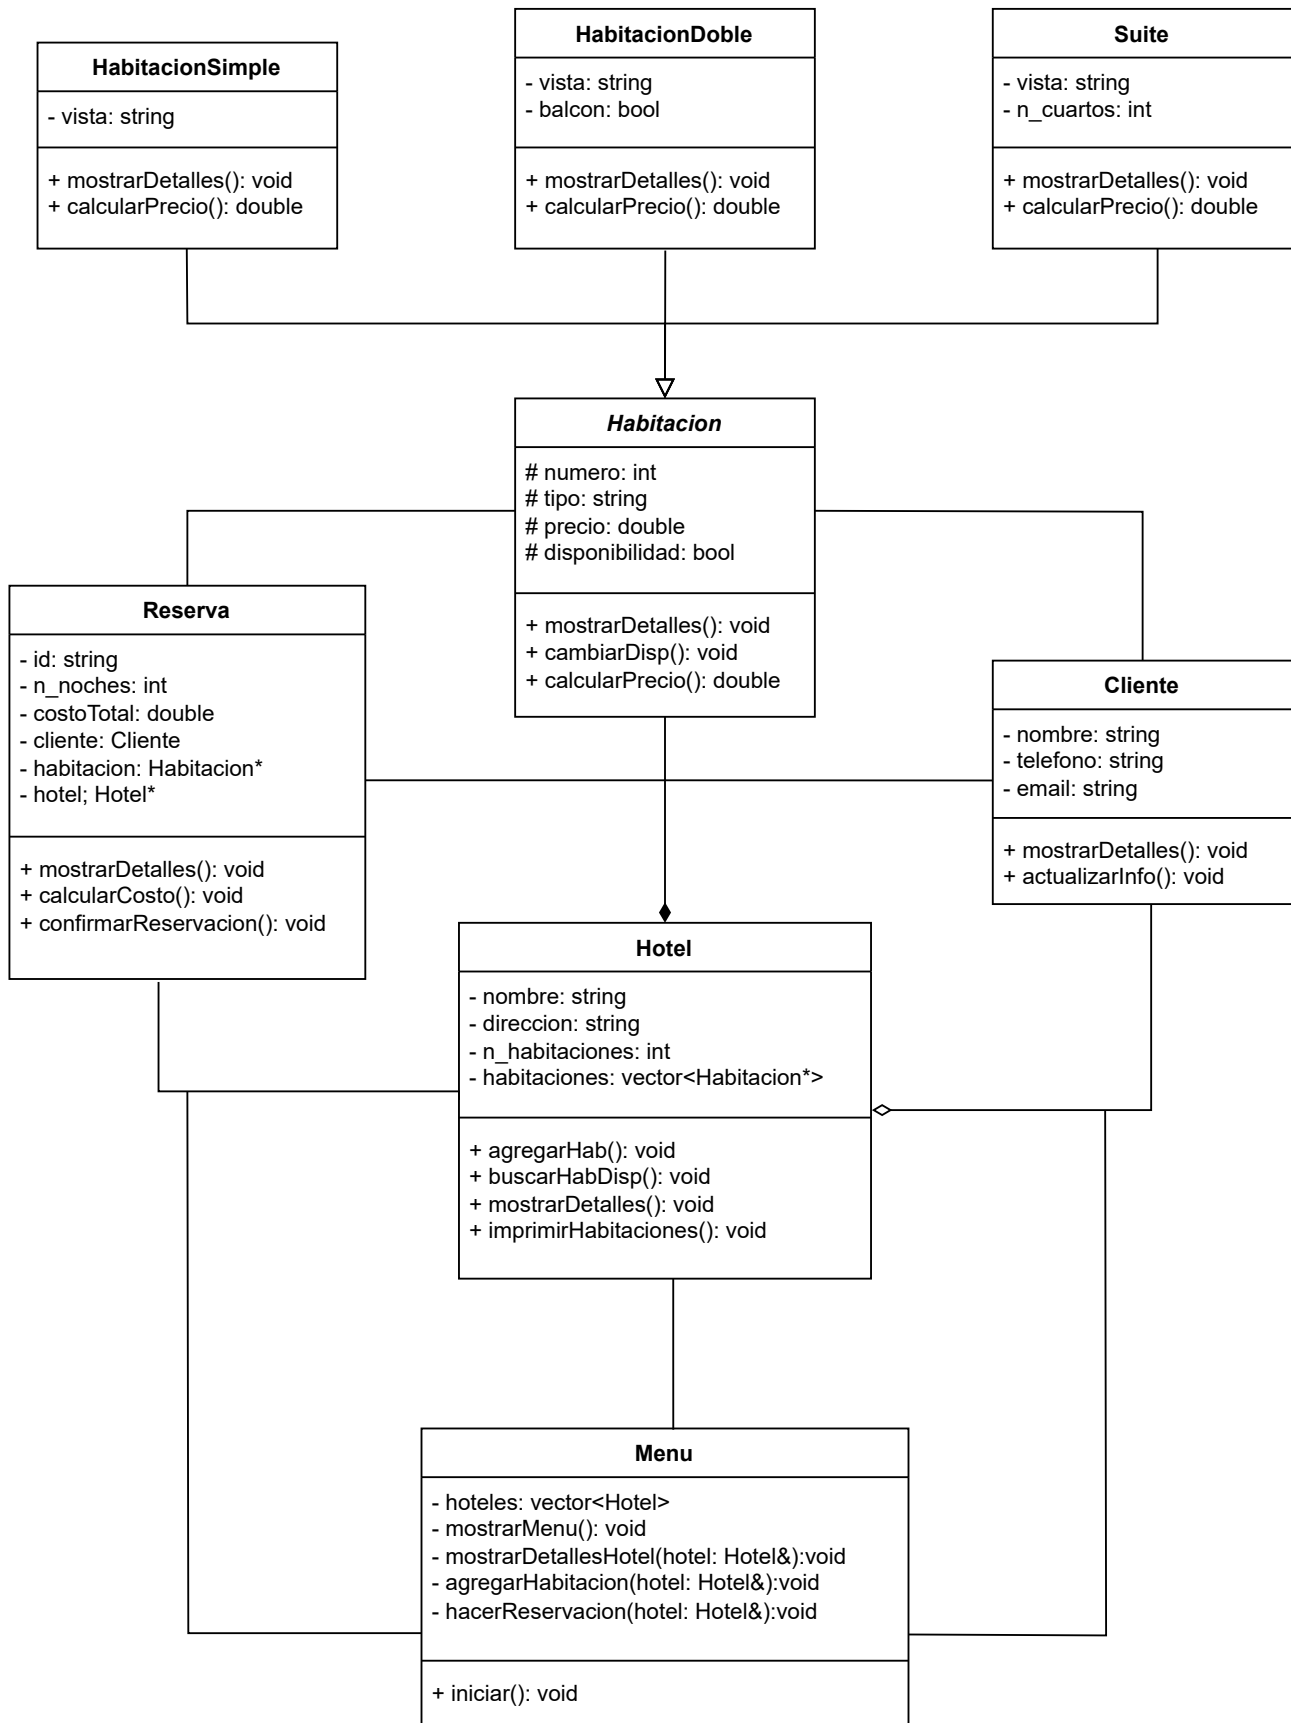 HabitacionSimple
- vista: string
+ mostrarDetalles(): void
+ calcularPrecio(): double
HabitacionDoble
- vista: string
- balcon: bool
+ mostrarDetalles(): void
+ calcularPrecio(): double
Suite
- vista: string
- n_cuartos: int
+ mostrarDetalles(): void
+ calcularPrecio(): double
Habitacion
# numero: int
# tipo: string
# precio: double
# disponibilidad: bool
+ mostrarDetalles(): void
+ cambiarDisp(): void
+ calcularPrecio(): double
Reserva
- id: string
- n_noches: int
- costoTotal: double
- cliente: Cliente
- habitacion: Habitacion*
- hotel; Hotel*
+ mostrarDetalles(): void
+ calcularCosto(): void
+ confirmarReservacion(): void
Cliente
- nombre: string
- telefono: string
- email: string
+ mostrarDetalles(): void
+ actualizarInfo(): void
Hotel
- nombre: string
- direccion: string
- n_habitaciones: int
- habitaciones: vector<Habitacion*>
+ agregarHab(): void
+ buscarHabDisp(): void
+ mostrarDetalles(): void
+ imprimirHabitaciones(): void
Menu
- hoteles: vector<Hotel>
- mostrarMenu(): void
- mostrarDetallesHotel(hotel: Hotel&):void
- agregarHabitacion(hotel: Hotel&):void
- hacerReservacion(hotel: Hotel&):void
+ iniciar(): void